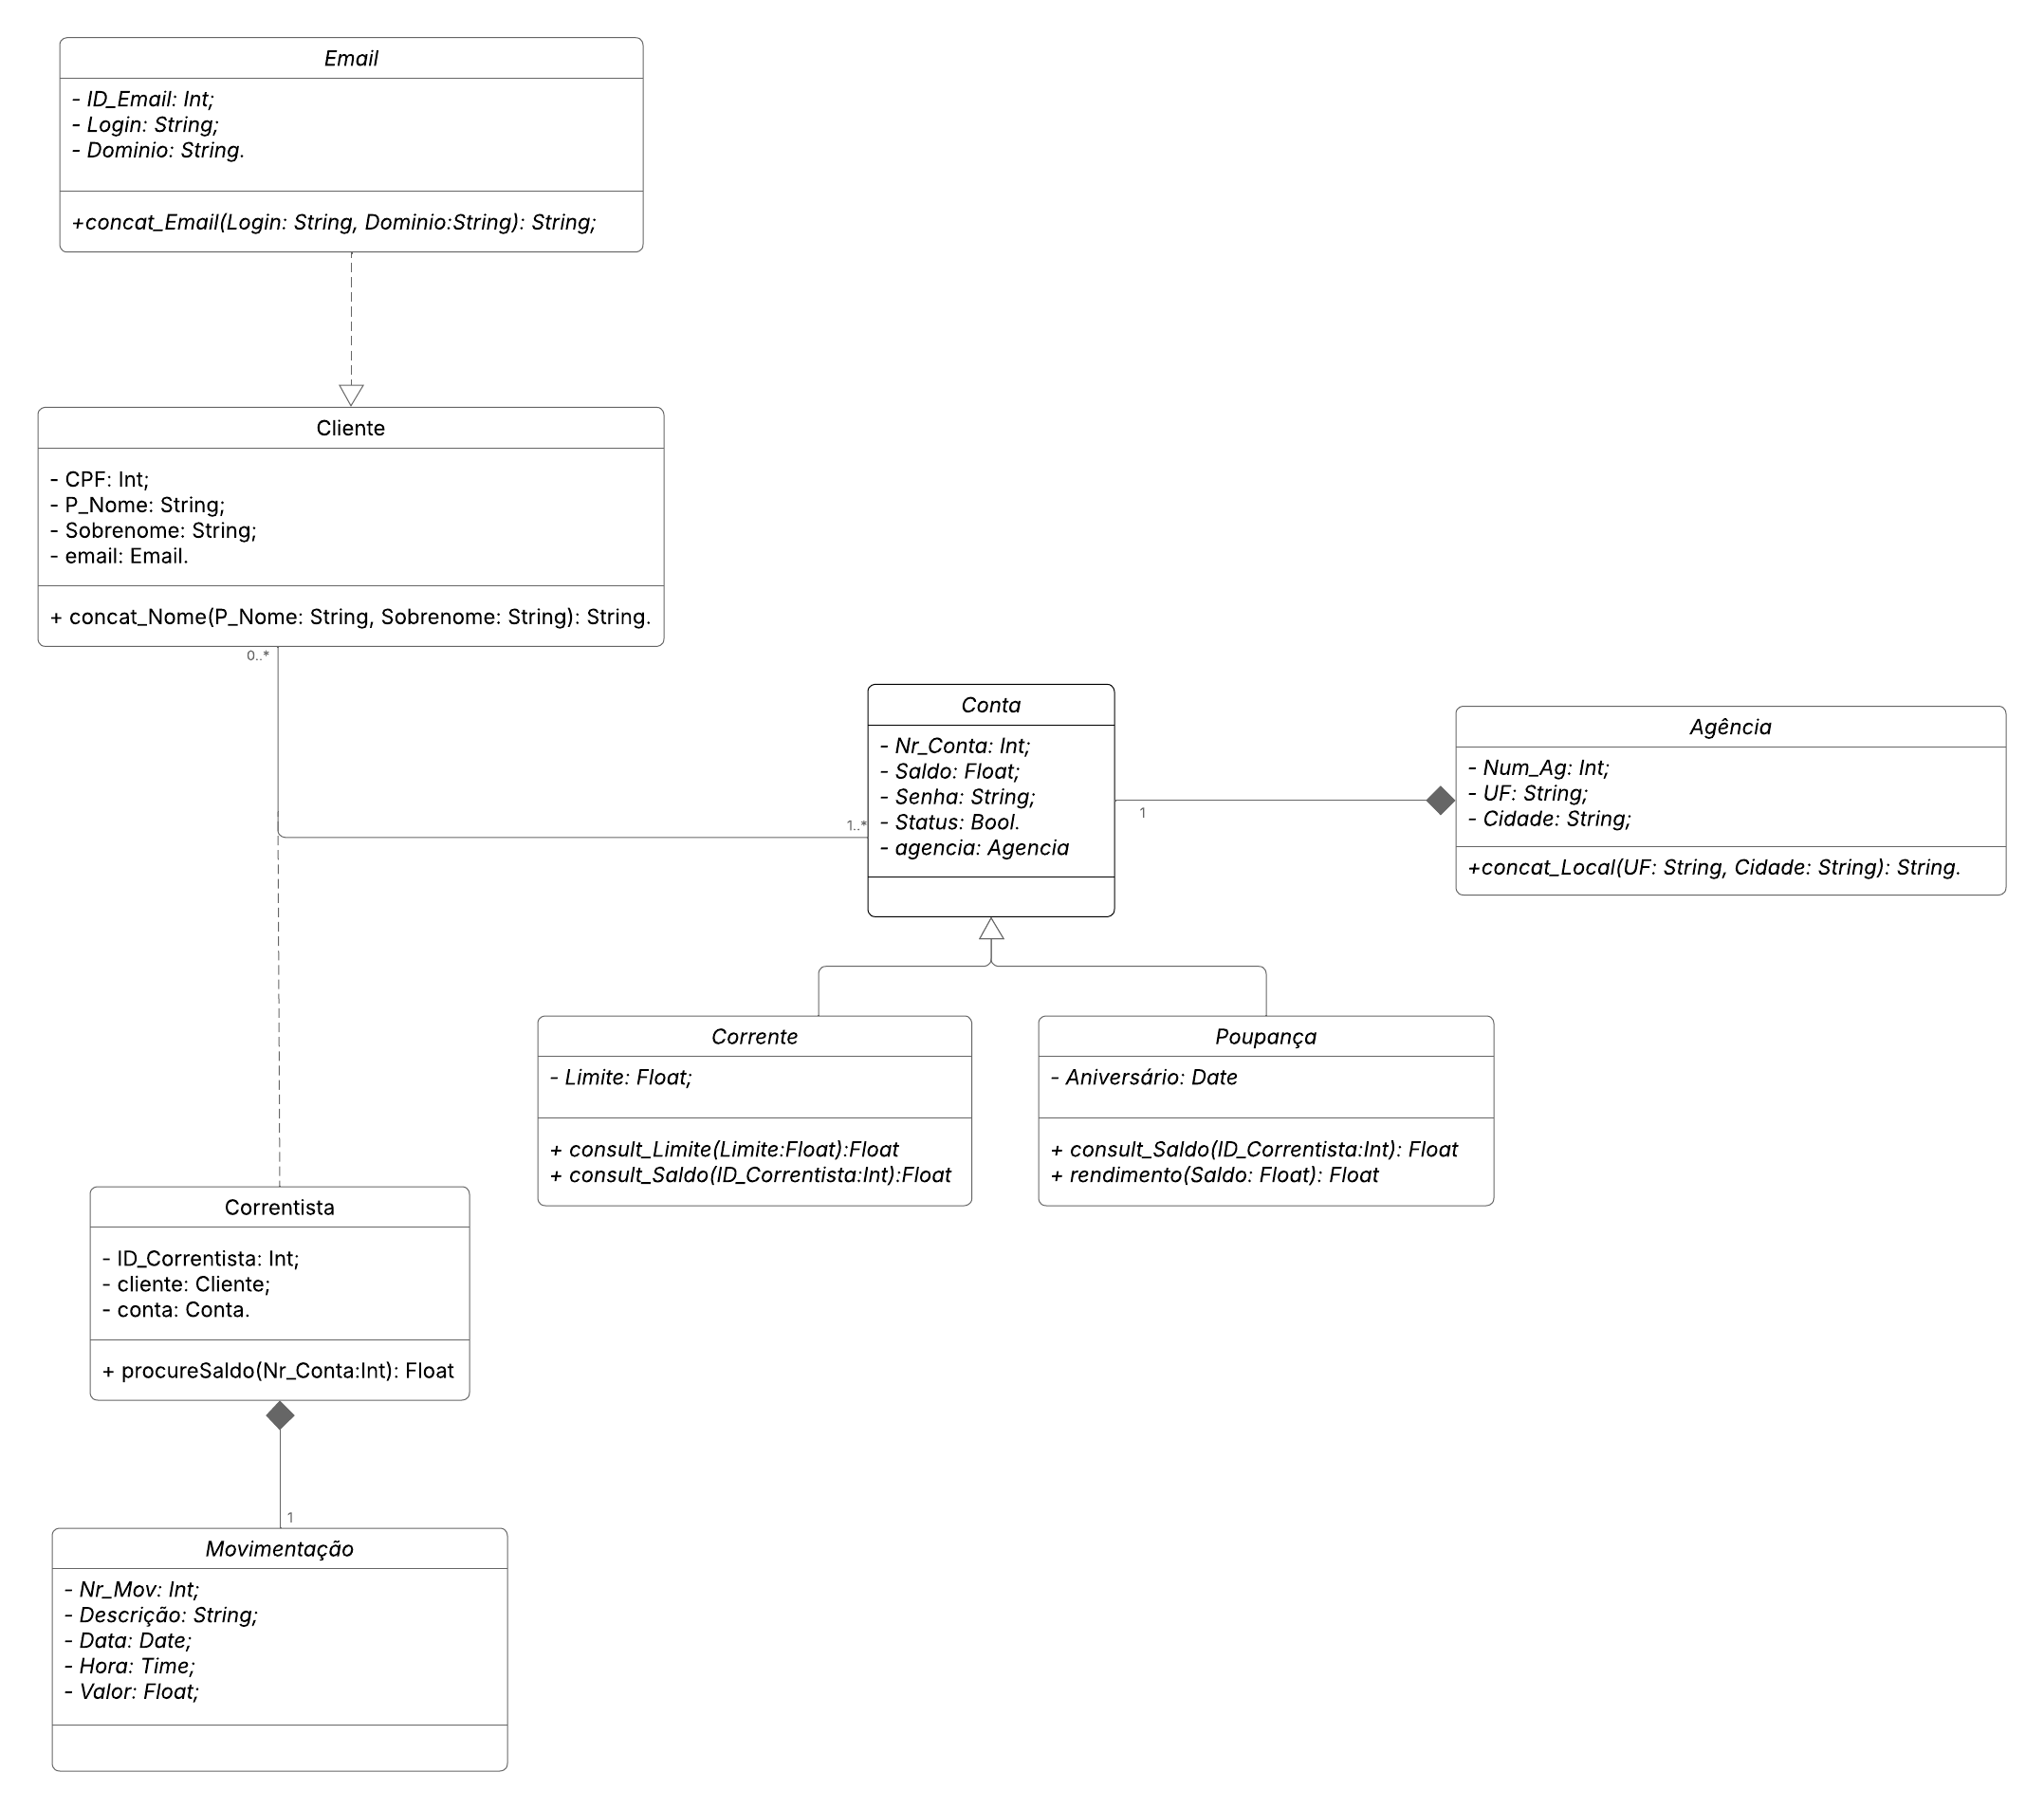 Email
- ID_Email: Int;
- Login: String;
- Dominio: String.
+concat_Email(Login: String, Dominio:String): String;
Cliente
- CPF: Int;
- P_Nome: String;
- Sobrenome: String;
- email: Email.
+ concat_Nome(P_Nome: String, Sobrenome: String): String.
0..*
1..*
Conta
- Nr_Conta: Int;
- Saldo: Float;
- Senha: String;
- Status: Bool.
- agencia: Agencia
1
Agência
- Num_Ag: Int;
- UF: String;
- Cidade: String;
+concat_Local(UF: String, Cidade: String): String.
Corrente
- Limite: Float;
+ consult_Limite(Limite:Float):Float
+ consult_Saldo(ID_Correntista:Int):Float
Poupança
- Aniversário: Date
+ consult_Saldo(ID_Correntista:Int): Float
+ rendimento(Saldo: Float): Float
Correntista
- ID_Correntista: Int;
- cliente: Cliente;
- conta: Conta.
+ procureSaldo(Nr_Conta:Int): Float
1
Movimentação
- Nr_Mov: Int;
- Descrição: String;
- Data: Date;
- Hora: Time;
- Valor: Float;